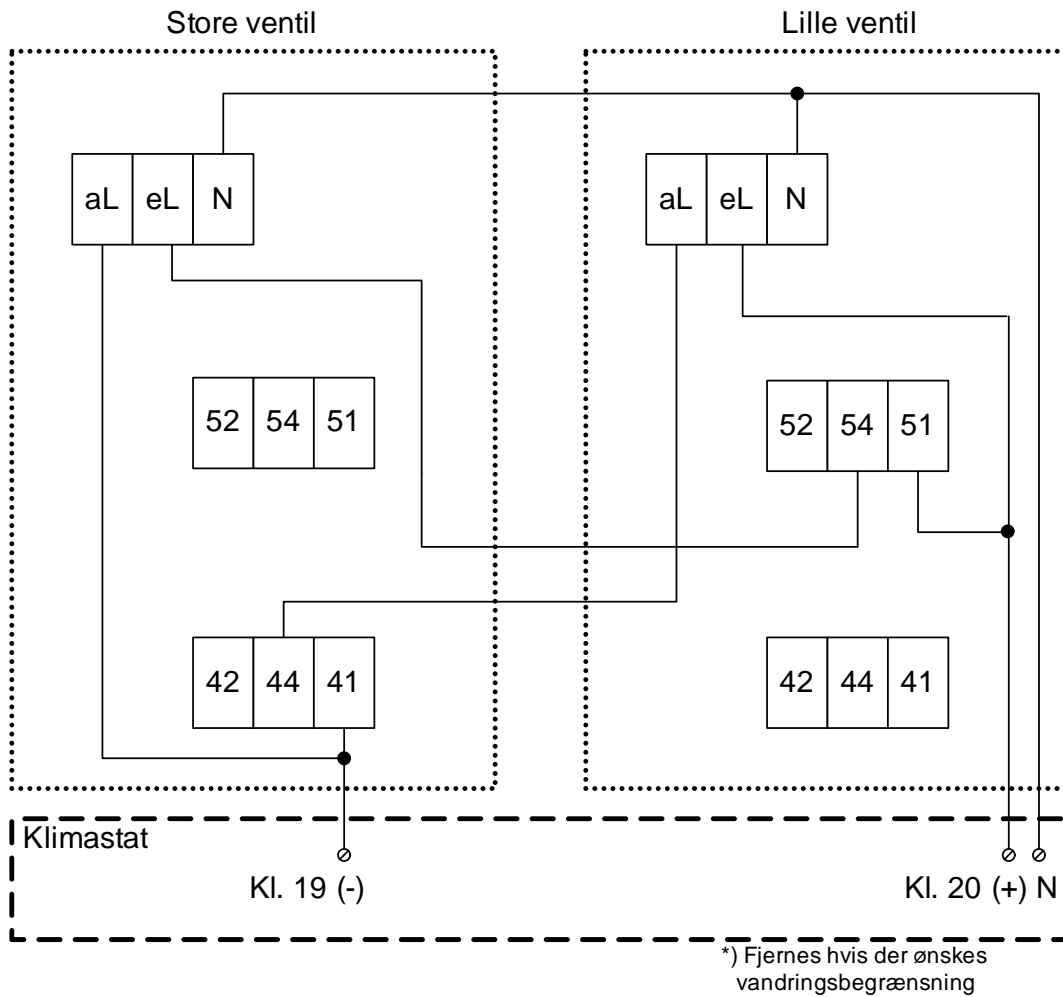 Store ventil
Lille ventil
aL eL N
aL eL N
52 54 51
52 54 51
42 44 41
42 44 41
Klimastat
Kl. 19 (-)
Kl. 20 (+) N
*) Fjernes hvis der ønskes
vandringsbegrænsning